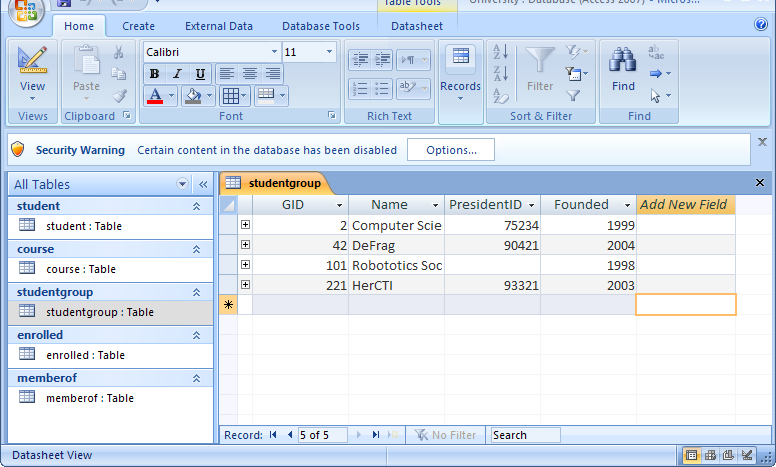 Table Tools
University : Database (Access 2007) - Micros...
Home Create External Data Database Tools Datasheet
View
Views
Paste
Clipboard
Calibri 11
B I U
A
Font
Rich Text
Records
A Z
Z A
Filter
Sort & Filter
Find
ab ac
Find
Security Warning Certain content in the database has been disabled Options...
All Tables
student
student : Table
course
course : Table
studentgroup
studentgroup : Table
enrolled
enrolled : Table
memberof
memberof : Table
studentgroup
GID Name PresidentID Founded Add New Field
2 Computer Scie 75234 1999
42 DeFrag 90421 2004
101 Robototics Soc 1998
221 HerCTI 93321 2003
Record: 5 of 5 No Filter Search
Datasheet View